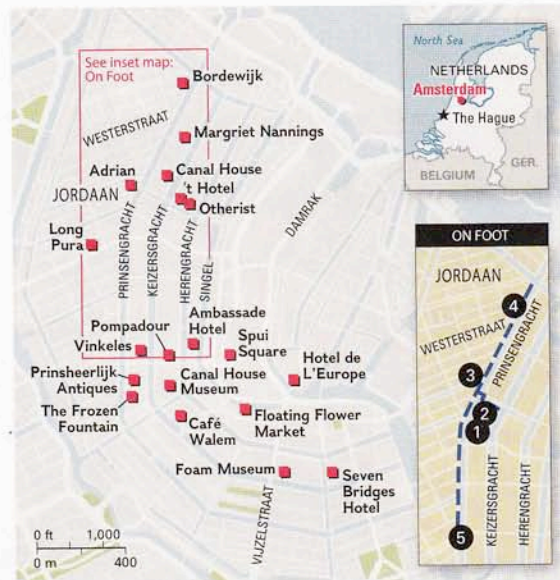 See inset map:
On Foot
Bordewijk
WESTERSTRAAT
Margriet Nannings
Adrian
Canal House
't Hotel
JORDAAN
Otherist
DAMRAK
Long
Pura
PRINSENGRACHT
KEIZERSGRACHT
HERENGRACHT
SINGEL
Ambassade
Hotel
Pompadour
Vinkeles
Spui
Square
Hotel de
L'Europe
Prinsheerlijk
Antiques
Canal House
Museum
The Frozen
Fountain
Café
Walem
Floating Flower
Market
Foam Museum
Seven
Bridges
Hotel
VIJZELSTRAAT
0 ft 1,000
0 m 400
North Sea
NETHERLANDS
Amsterdam
The Hague
GER.
BELGIUM
ON FOOT
JORDAAN
4
WESTERSTRAAT
PRINSENGRACHT
3
2
1
KEIZERSGRACHT
HERENGRACHT
5